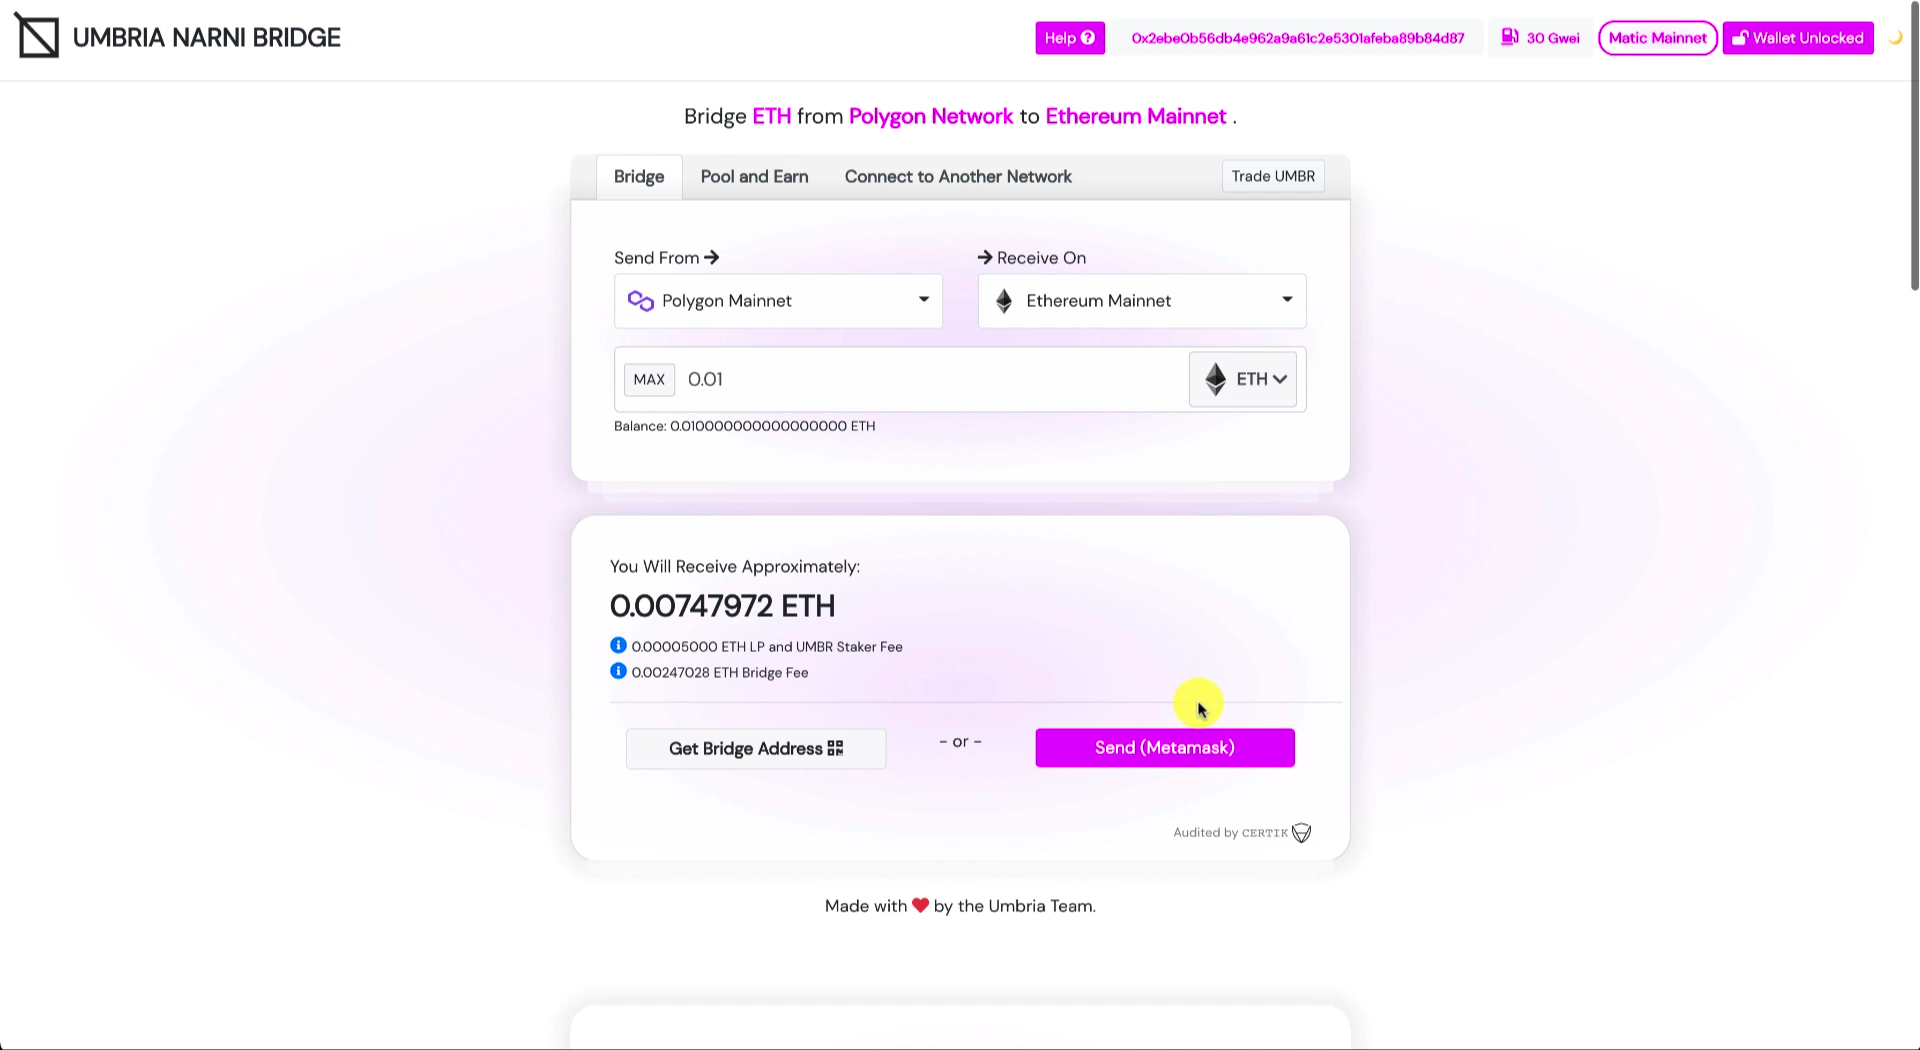 UMBRIA NARNI BRIDGE
Help
0x2ebe0b56db4e962a9a61c2e5301afeba89b84d87
30 Gwei
Matic Mainnet
Wallet Unlocked
Bridge ETH from Polygon Network to Ethereum Mainnet .
Bridge
Pool and Earn
Connect to Another Network
Trade UMBR
Send From
Receive On
Polygon Mainnet
Ethereum Mainnet
MAX
0.01
ETH
Balance: 0.010000000000000000 ETH
You Will Receive Approximately:
0.00747972 ETH
0.00005000 ETH LP and UMBR Staker Fee
0.00247028 ETH Bridge Fee
Get Bridge Address
- or -
Send (Metamask)
Audited by CERTIK
Made with ❤ by the Umbria Team.